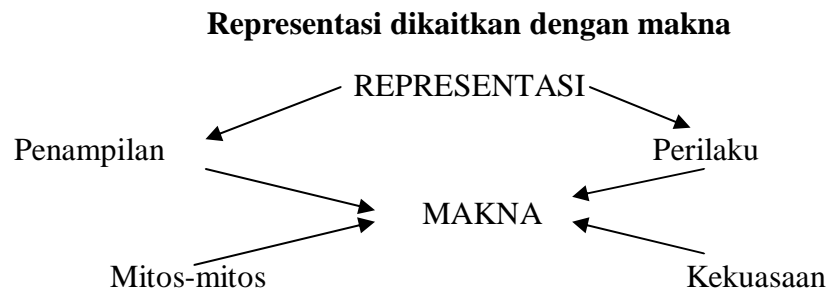 Representasi dikaitkan dengan makna
REPRESENTASI
Penampilan Perilaku
MAKNA
Mitos-mitos Kekuasaan